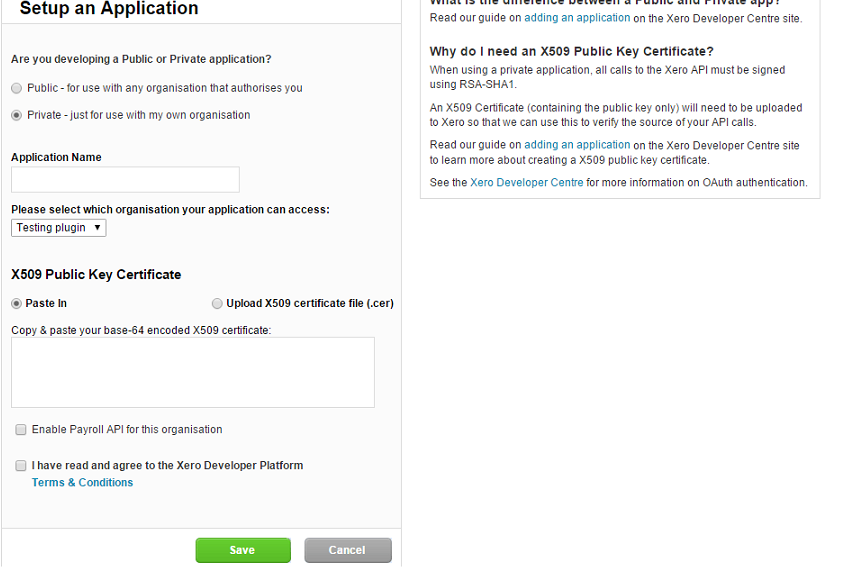 Setup an Application
Are you developing a Public or Private application?
Public - for use with any organisation that authorises you
Private - just for use with my own organisation
Application Name
Please select which organisation your application can access:
Testing plugin ▼
X509 Public Key Certificate
Paste In
Upload X509 certificate file (.cer)
Copy & paste your base-64 encoded X509 certificate:
Enable Payroll API for this organisation
I have read and agree to the Xero Developer Platform
Terms & Conditions
Save
Cancel
What is the difference between a Public and Private app?
Read our guide on adding an application on the Xero Developer Centre site.
Why do I need an X509 Public Key Certificate?
When using a private application, all calls to the Xero API must be signed
using RSA-SHA1.
An X509 Certificate (containing the public key only) will need to be uploaded
to Xero so that we can use this to verify the source of your API calls.
Read our guide on adding an application on the Xero Developer Centre site
to learn more about creating a X509 public key certificate.
See the Xero Developer Centre for more information on OAuth authentication.